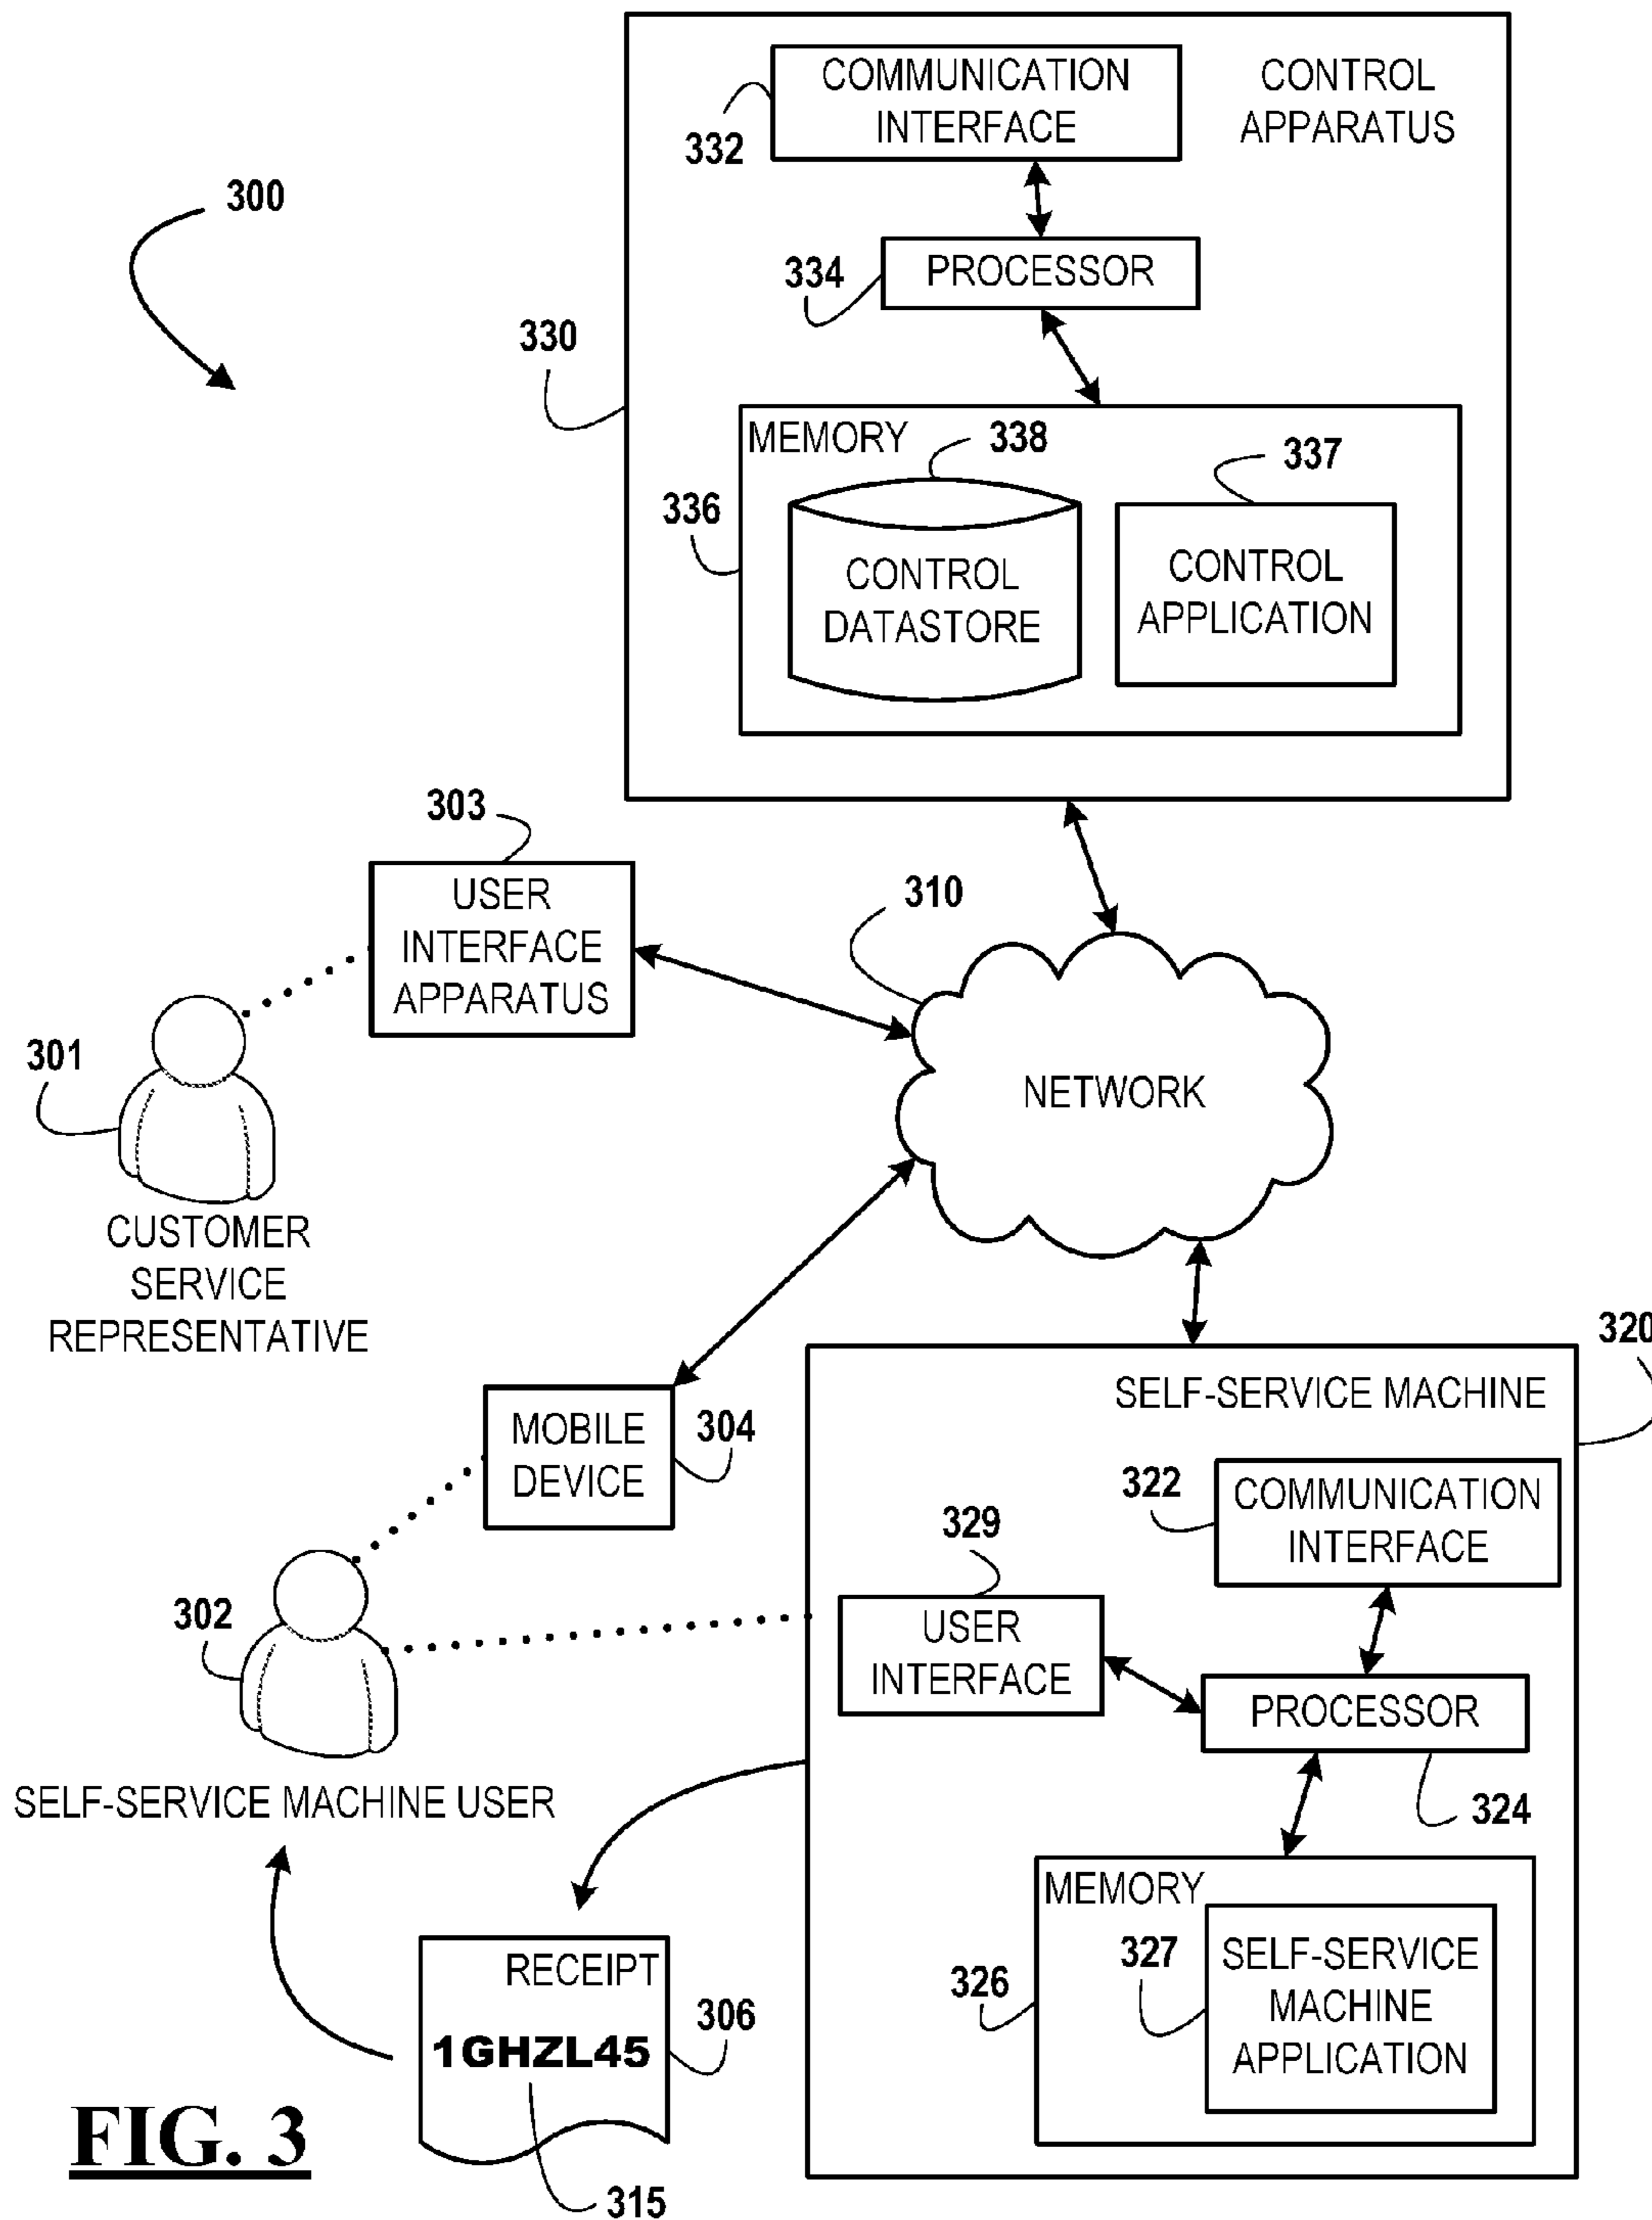 COMMUNICATION
INTERFACE
CONTROL
APPARATUS
332
300
334
PROCESSOR
330
MEMORY
338
337
336
CONTROL
DATASTORE
CONTROL
APPLICATION
303
USER
INTERFACE
APPARATUS
310
NETWORK
301
CUSTOMER
SERVICE
REPRESENTATIVE
320
SELF-SERVICE MACHINE
MOBILE
DEVICE
304
322
COMMUNICATION
INTERFACE
329
USER
INTERFACE
302
PROCESSOR
324
SELF-SERVICE MACHINE USER
MEMORY
327
326
SELF-SERVICE
MACHINE
APPLICATION
RECEIPT
1GHZL45
306
315
FIG. 3